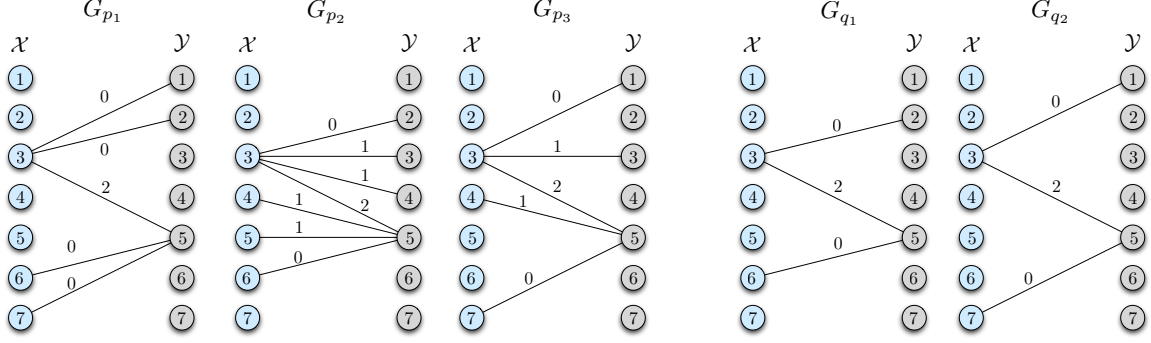 G_{p_1} G_{p_2} G_{p_3} G_{q_1} G_{q_2}
𝒳 𝒴 𝒳 𝒴 𝒳 𝒴 𝒳 𝒴 𝒳 𝒴
1 1 1 1 1 1 1 1 1 1
0 0 0
2 2 2 2 2 2 2 2 2 2
0 0
3 0 3 3 1 3 3 1 3 3 3 3 3
2 1 2 2 2
4 4 4 1 2 4 4 1 4 4 4 4 4
5 0 5 5 1 5 5 5 5 0 5 5 5
0 0 0 0
6 6 6 6 6 6 6 6 6 6
7 7 7 7 7 7 7 7 7 7